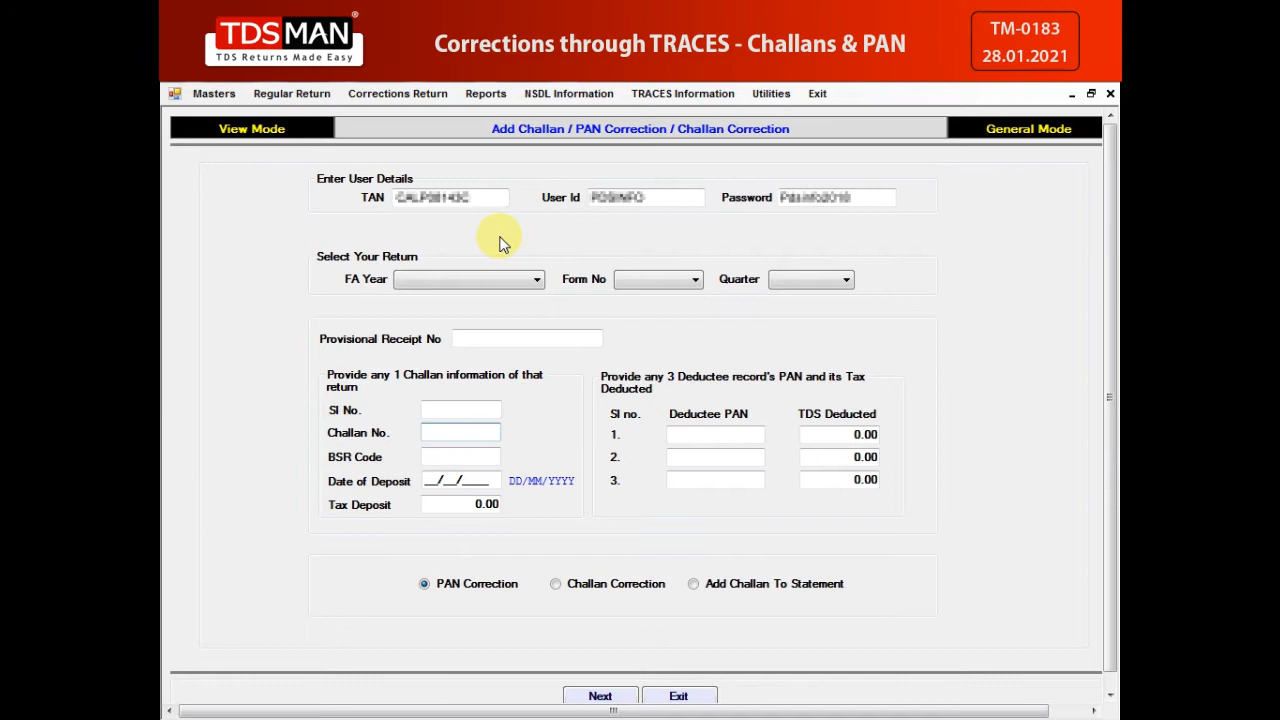 TDSMAN
TDS Returns Made Easy
Corrections through TRACES - Challans & PAN
TM-0183
28.01.2021
Masters Regular Return Corrections Return Reports NSDL Information TRACES Information Utilities Exit
View Mode Add Challan / PAN Correction / Challan Correction General Mode
Enter User Details
TAN User Id Password
Select Your Return
FA Year Form No Quarter
Provisional Receipt No
Provide any 1 Challan information of that
return
Sl No.
Challan No.
BSR Code
Date of Deposit __/__/____ DD/MM/YYYY
Tax Deposit 0.00
Provide any 3 Deductee record's PAN and its Tax
Deducted
Sl no. Deductee PAN TDS Deducted
1. 0.00
2. 0.00
3. 0.00
PAN Correction Challan Correction Add Challan To Statement
Next Exit